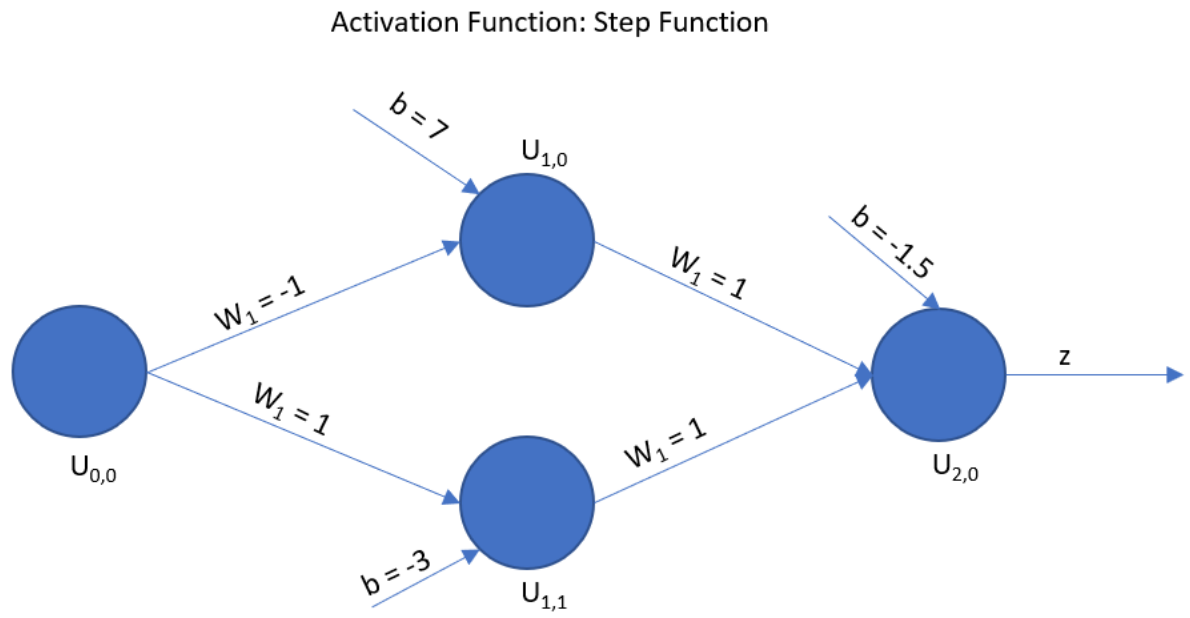 Activation Function: Step Function
b = 7
U1,0
b = -1.5
W1 = 1
W1 = -1
z
W1 = 1
W1 = 1
U0,0
U2,0
b = -3
U1,1